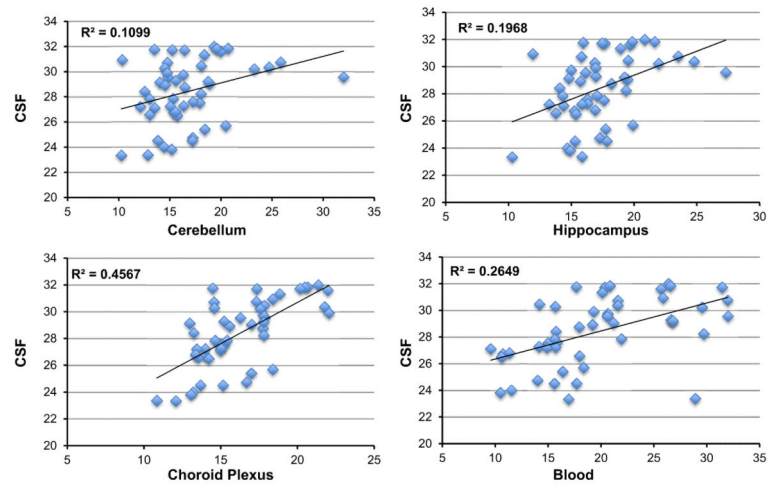 R² = 0.1099
34
32
30
28
26
24
22
20
CSF
5 10 15 20 25 30 35
Cerebellum
R² = 0.1968
34
32
30
28
26
24
22
20
CSF
5 10 15 20 25 30
Hippocampus
R² = 0.4567
34
32
30
28
26
24
22
20
CSF
5 10 15 20 25
Choroid Plexus
R² = 0.2649
34
32
30
28
26
24
22
20
CSF
5 10 15 20 25 30 35
Blood